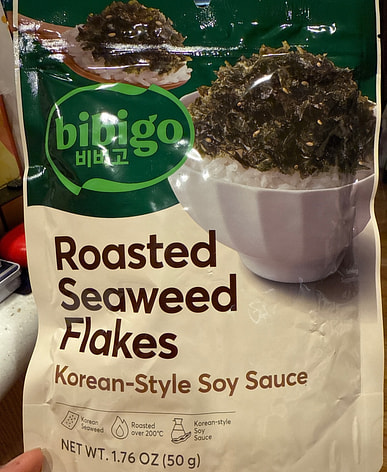 bibigo
비비고
Roasted
Seaweed
Flakes
Korean-Style Soy Sauce
Korean
Seaweed
Roasted
over 200°C
Korean-style
Soy
Sauce
NET WT. 1.76 OZ (50 g)